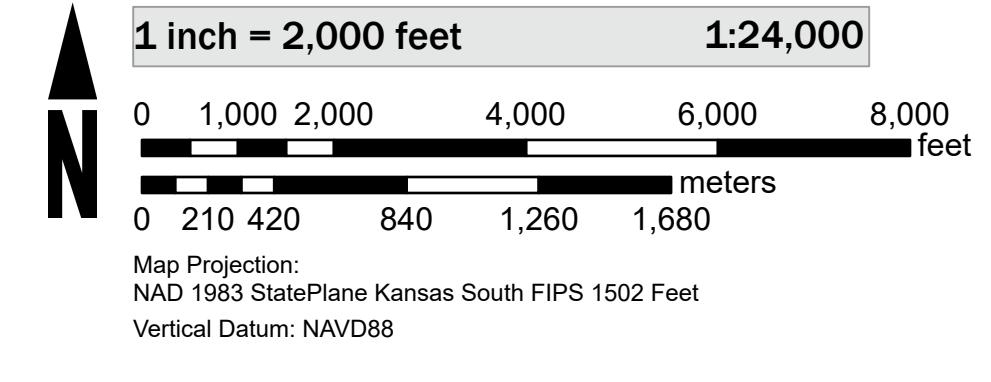 1 inch = 2,000 feet 1:24,000
0 1,000 2,000 4,000 6,000 8,000
feet
meters
0 210 420 840 1,260 1,680
N
Map Projection:
NAD 1983 StatePlane Kansas South FIPS 1502 Feet
Vertical Datum: NAVD88